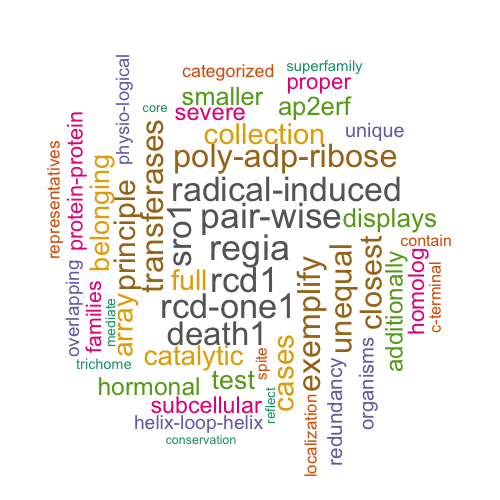 superfamily
categorized
proper
physio-logical
smaller
core
severe
ap2erf
collection
unique
representatives
protein-protein
belonging
principle
transferases
poly-adp-ribose
radical-induced
sro1
pair-wise
displays
regia
contain
overlapping
families
mediate
array
full
rcd1
exemplify
unequal
closest
additionally
homolog
c-terminal
rcd-one1
death1
trichome
catalytic
spite
cases
hormonal
test
reflect
subcellular
localization
redundancy
organisms
helix-loop-helix
conservation